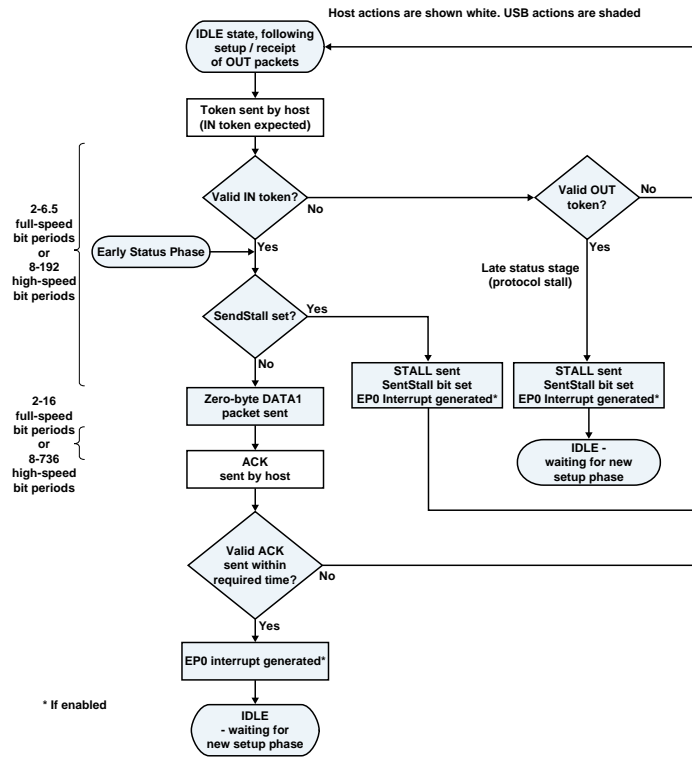 Host actions are shown white. USB actions are shaded
IDLE state, following
setup / receipt
of OUT packets
Token sent by host
(IN token expected)
Valid IN token?
No
Yes
Valid OUT
token?
No
Yes
2-6.5
full-speed
bit periods
or
8-192
high-speed
bit periods
Early Status Phase
Late status stage
(protocol stall)
SendStall set?
Yes
No
STALL sent
SentStall bit set
EP0 Interrupt generated*
STALL sent
SentStall bit set
EP0 Interrupt generated*
Zero-byte DATA1
packet sent
2-16
full-speed
bit periods
or
8-736
high-speed
bit periods
IDLE -
waiting for new
setup phase
ACK
sent by host
Valid ACK
sent within
required time?
No
Yes
EP0 interrupt generated*
* If enabled
IDLE
- waiting for
new setup phase